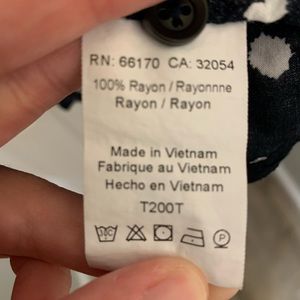 RN: 66170 CA: 32054
100% Rayon / Rayonnne
Rayon / Rayon
Made in Vietnam
Fabrique au Vietnam
Hecho en Vietnam
T200T
P